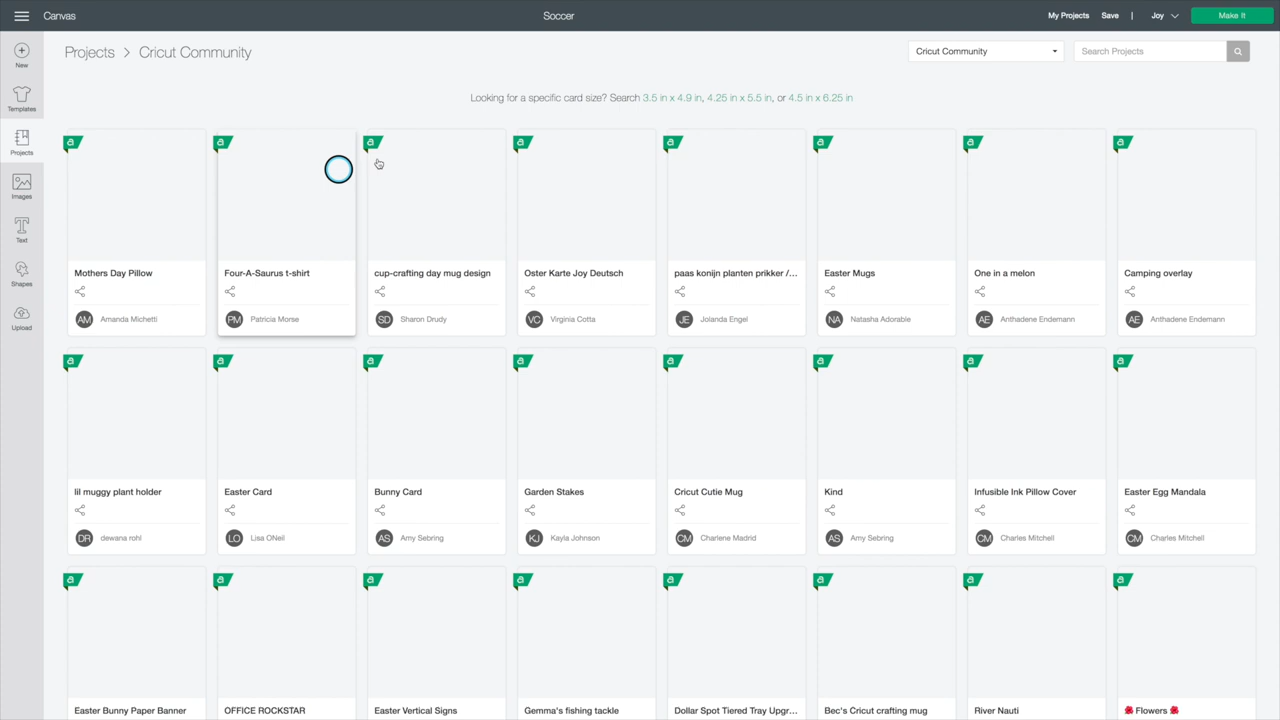 Canvas
Soccer
My Projects Save | Joy Make It
New
Templates
Projects
Images
Text
Shapes
Upload
Projects > Cricut Community
Cricut Community
Search Projects
Looking for a specific card size? Search 3.5 in x 4.9 in, 4.25 in x 5.5 in, or 4.5 in x 6.25 in
a a a a a a a a
Mothers Day Pillow Four-A-Saurus t-shirt cup-crafting day mug design Oster Karte Joy Deutsch paas konijn planten prikker /... Easter Mugs One in a melon Camping overlay
AM Amanda Michetti PM Patricia Morse SD Sharon Drudy VC Virginia Cotta JE Jolanda Engel NA Natasha Adorable AE Anthadene Endemann AE Anthadene Endemann
a a a a a a a a
lil muggy plant holder Easter Card Bunny Card Garden Stakes Cricut Cutie Mug Kind Infusible Ink Pillow Cover Easter Egg Mandala
DR dewana rohl LO Lisa ONeil AS Amy Sebring KJ Kayla Johnson CM Charlene Madrid AS Amy Sebring CM Charles Mitchell CM Charles Mitchell
a a a a a a a a
Easter Bunny Paper Banner OFFICE ROCKSTAR Easter Vertical Signs Gemma's fishing tackle Dollar Spot Tiered Tray Upgr... Bec's Cricut crafting mug River Nauti 🌺 Flowers 🌺